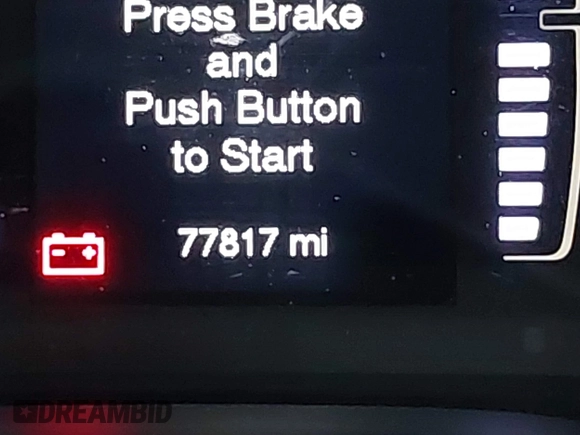 Press Brake
and
Push Button
to Start
77817 mi
DREAMBID